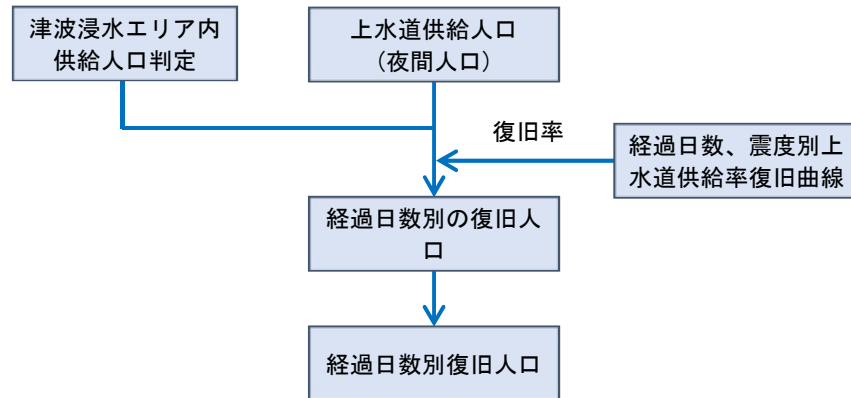 津波浸水エリア内
供給人口判定
上水道供給人口
（夜間人口）
復旧率
経過日数、震度別上
水道供給率復旧曲線
経過日数別の復旧人
口
経過日数別復旧人口